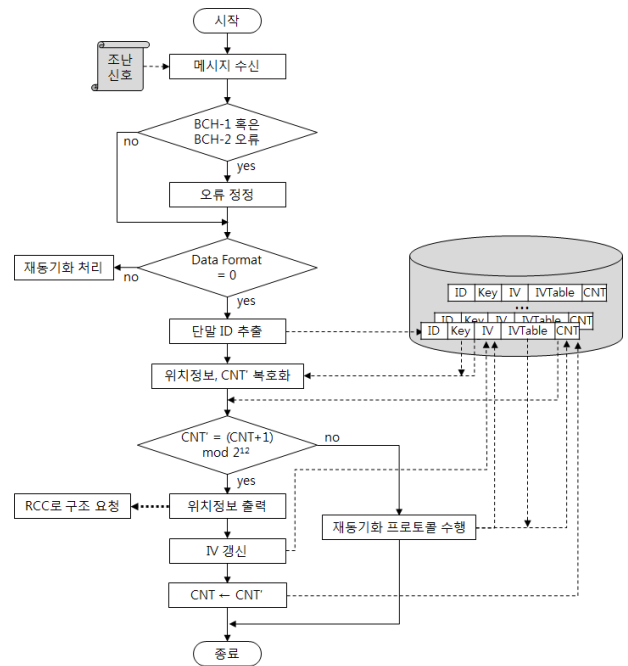 시작
조난
신호
메시지 수신
BCH-1 혹은
BCH-2 오류
no
yes
오류 정정
Data Format
= 0
재동기화 처리
no
yes
ID Key IV IVTable CNT
...
ID Key IV IVTable CNT
ID Key IV IVTable CNT
단말 ID 추출
위치정보, CNT' 복호화
CNT' = (CNT+1)
mod 2¹²
no
yes
RCC로 구조 요청
위치정보 출력
재동기화 프로토콜 수행
IV 갱신
CNT ← CNT'
종료